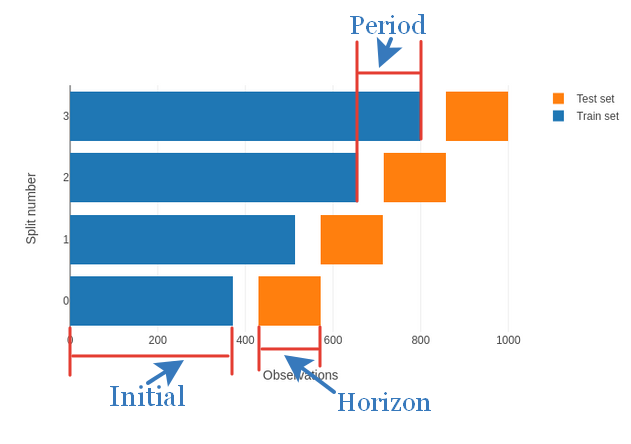 Period
Test set
Train set
3
2
Split number
1
0
0 200 400 600 800 1000
Observations
Initial
Horizon